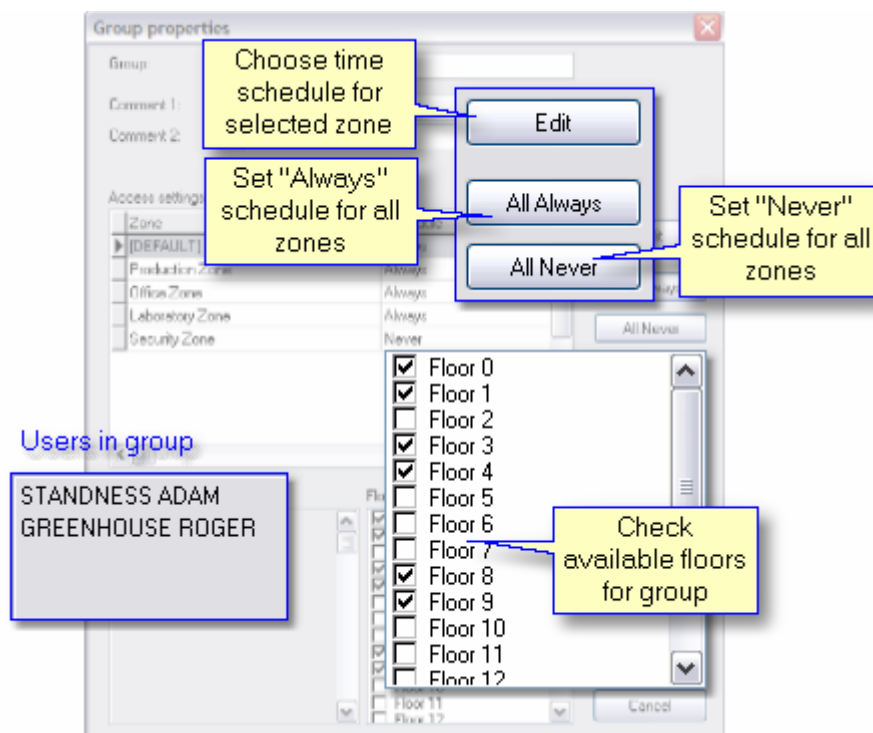 Group properties
Group:
Choose time
schedule for
selected zone
Comment 1:
Comment 2:
Edit
Set "Always"
schedule for all
zones
All Always
Set "Never"
schedule for all
zones
All Never
Access settings
Zone
[DEFAULT]
Production Zone
Always
Office Zone
Always
Laboratory Zone
Always
Security Zone
Never
All Never
Floor 0
Floor 1
Floor 2
Floor 3
Floor 4
Floor 5
Floor 6
Floor 7
Floor 8
Floor 9
Floor 10
Floor 11
Floor 12
Check
available floors
for group
Users in group
STANDNESS ADAM
GREENHOUSE ROGER
Floor 11
Floor 12
Cancel